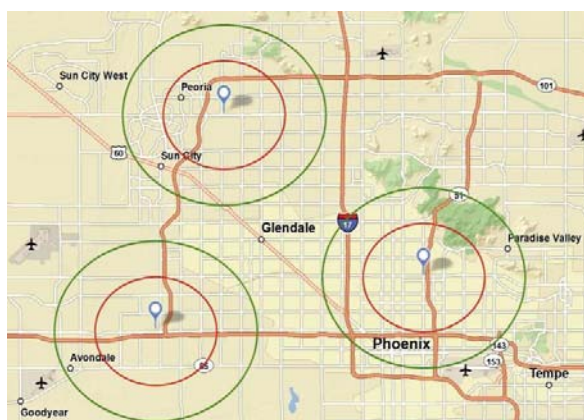 Sun City West
Peoria
101
60
Sun City
51
Glendale
17
Paradise Valley
Phoenix
143
153
Avondale
85
Tempe
Goodyear